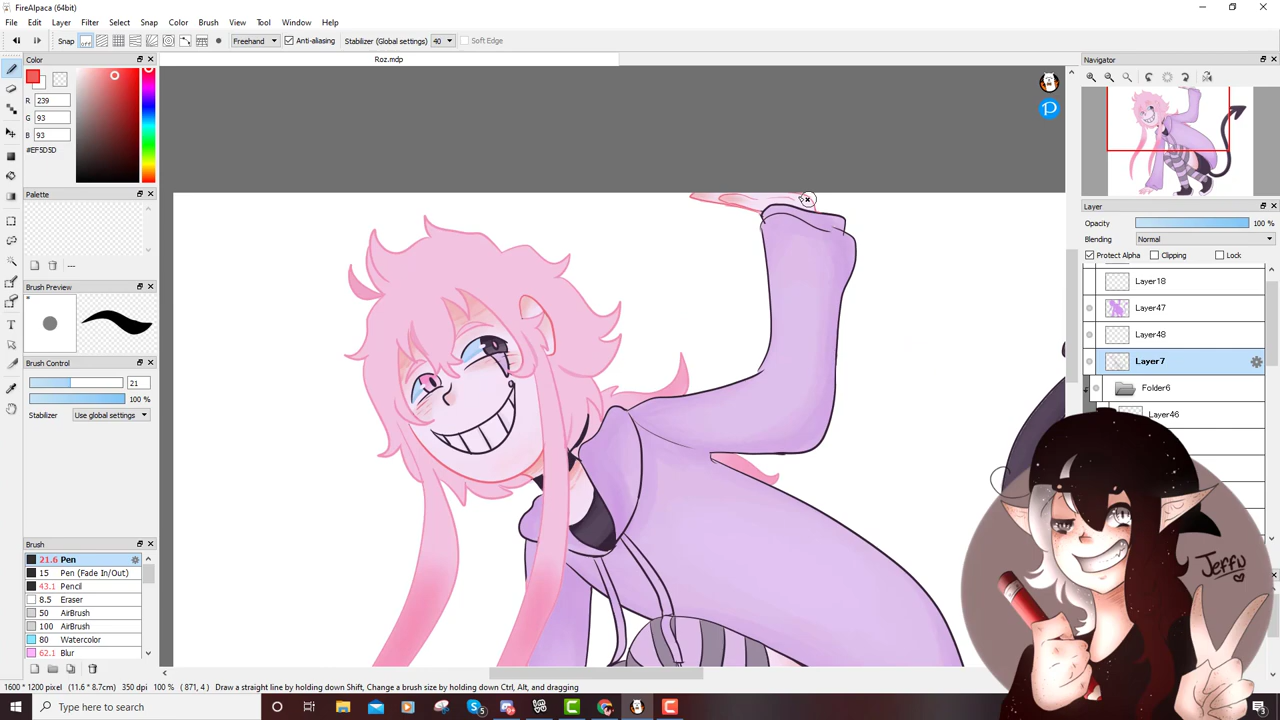 FireAlpaca (64bit)
File Edit Layer Filter Select Snap Color Brush View Tool Window Help
Snap OFF Freehand Anti-aliasing Stabilizer (Global settings) 40 Soft Edge
Color
Roz.mdp
Navigator
R 239
G 93
B 93
#EF5D5D
Palette
---
Layer
Opacity 100 %
Blending Normal
Protect Alpha Clipping Lock
Layer18
Brush Preview
Layer47
Layer48
Layer7
Brush Control
21
100 %
Folder6
Stabilizer Use global settings
Layer46
Brush
21.6 Pen
15 Pen (Fade In/Out)
43.1 Pencil
8.5 Eraser
50 AirBrush
100 AirBrush
80 Watercolor
62.1 Blur
Jeffu
1600 * 1200 pixel (11.6 * 8.7cm) 350 dpi 100 % ( 871, 4 ) Draw a straight line by holding down Shift, Change a brush size by holding down Ctrl, Alt, and dragging
Type here to search